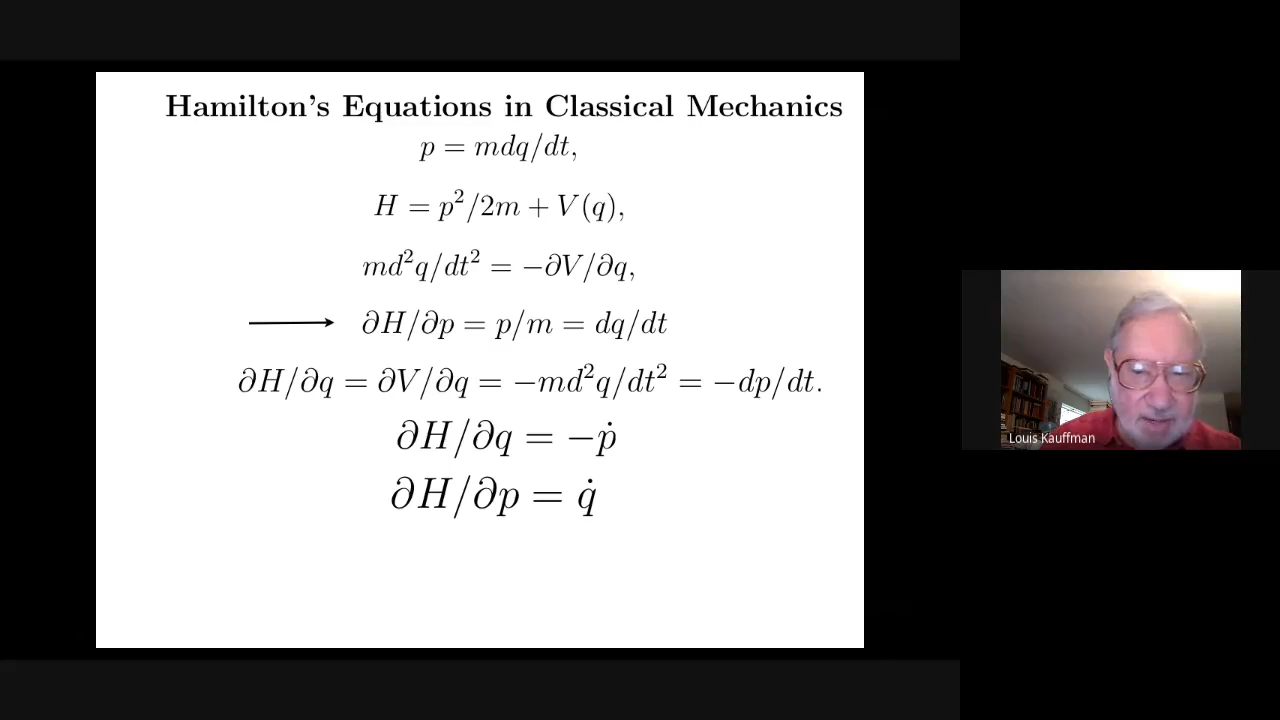 Hamilton's Equations in Classical Mechanics
p = mdq/dt,
H = p²/2m + V(q),
md²q/dt² = −∂V/∂q,
∂H/∂p = p/m = dq/dt
∂H/∂q = ∂V/∂q = −md²q/dt² = −dp/dt.
∂H/∂q = −ṗ
∂H/∂p = q̇
Louis Kauffman